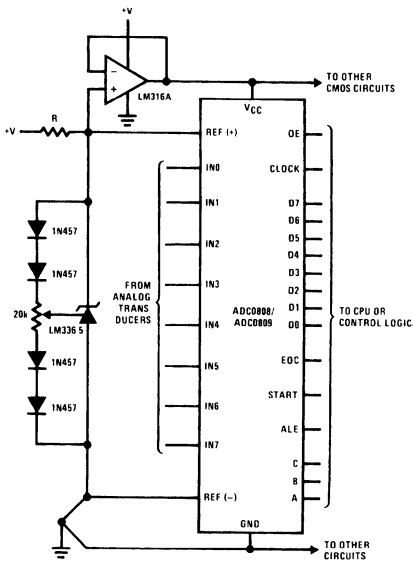 +V
−
+
LM316A
TO OTHER
CMOS CIRCUITS
R
+V
VCC
REF (+)
OE
IN0
CLOCK
IN1
D7
1N457
D6
IN2
D5
1N457
D4
FROM
ANALOG
TRANS
DUCERS
IN3
D3
D2
20k
LM336 5
ADC0808/
ADC0809
D1
TO CPU OR
CONTROL LOGIC
IN4
D0
1N457
EOC
IN5
START
1N457
IN6
ALE
IN7
C
B
REF (−)
A
GND
TO OTHER
CIRCUITS